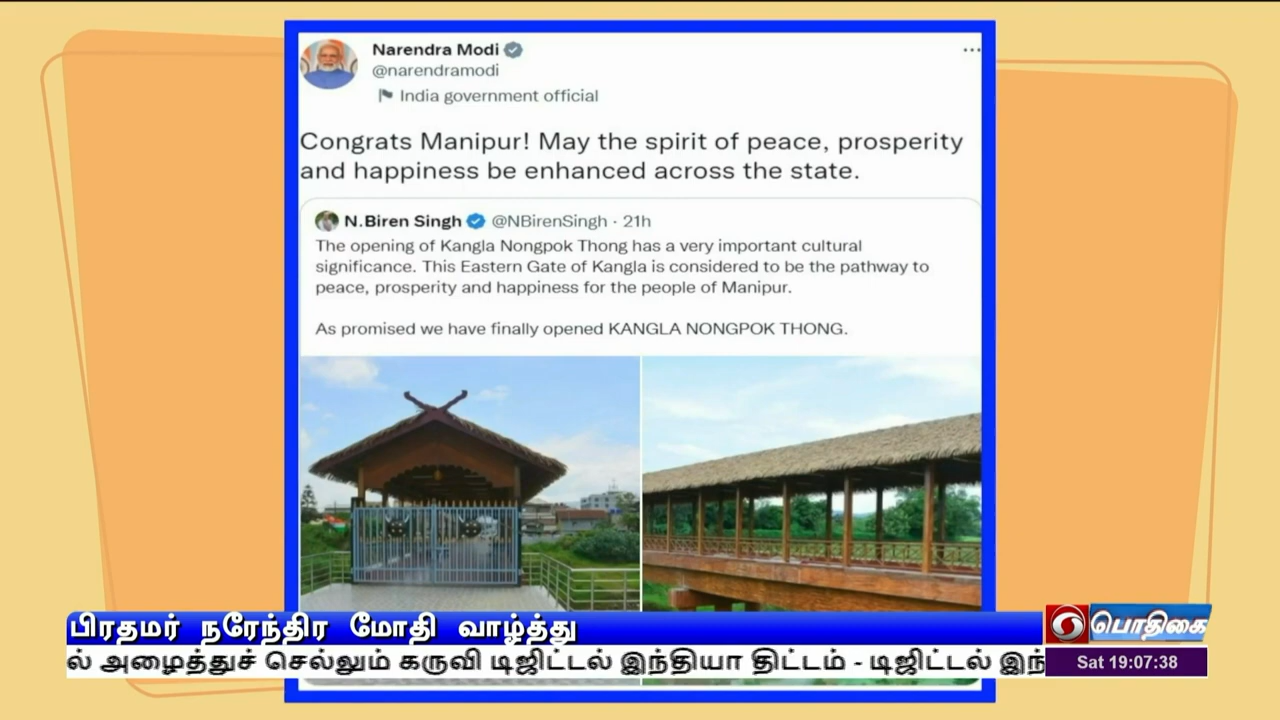 Narendra Modi
@narendramodi
India government official
Congrats Manipur! May the spirit of peace, prosperity
and happiness be enhanced across the state.
N.Biren Singh @NBirenSingh · 21h
The opening of Kangla Nongpok Thong has a very important cultural
significance. This Eastern Gate of Kangla is considered to be the pathway to
peace, prosperity and happiness for the people of Manipur.
As promised we have finally opened KANGLA NONGPOK THONG.
பிரதமர் நரேந்திர மோதி வாழ்த்து
பொதிகை
ல் அழைத்துச் செல்லும் கருவி டிஜிட்டல் இந்தியா திட்டம் - டிஜிட்டல் இந்
Sat 19:07:38